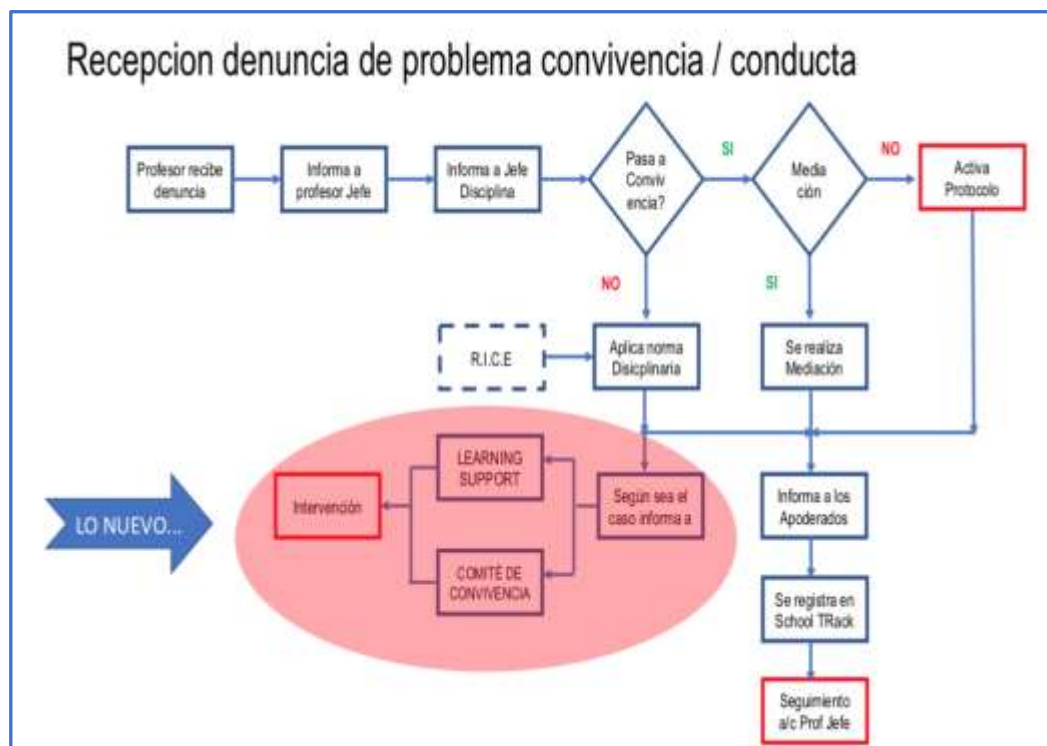 Recepcion denuncia de problema convivencia / conducta
Profesor recibe
denuncia
Informa a
profesor Jefe
Informa a Jefe
Disciplina
Pasa a
Conviv
encia?
SI
Media
ción
NO
Activa
Protocolo
NO
SI
R.I.C.E
Aplica norma
Disicplinaria
Se realiza
Mediación
LO NUEVO...
Intervención
LEARNING
SUPPORT
COMITÉ DE
CONVIVENCIA
Según sea el
caso informa a
Informa a los
Apoderados
Se registra en
School TRack
Seguimiento
a/c Prof Jefe